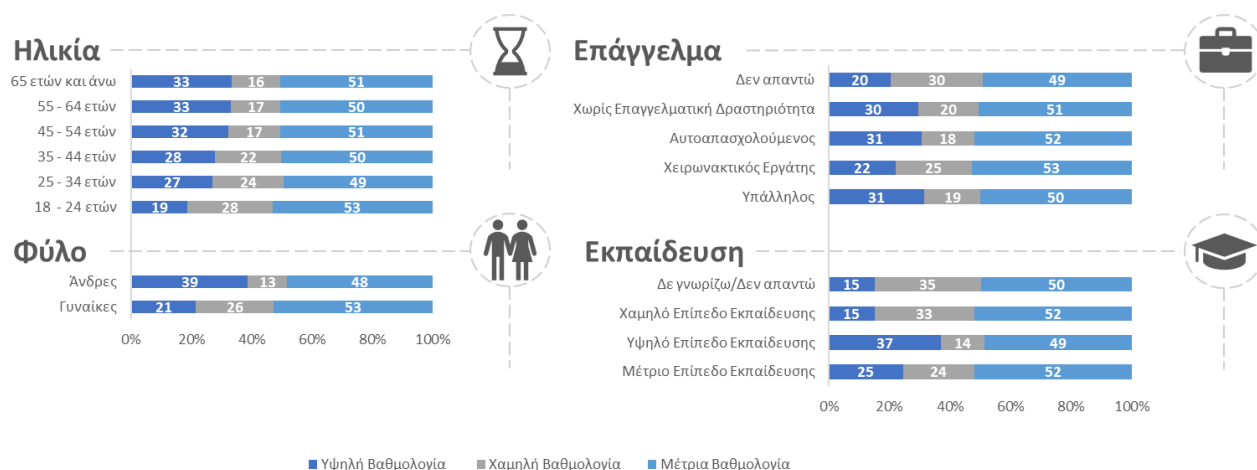 Ηλικία
65 ετών και άνω 33 16 51
55 - 64 ετών 33 17 50
45 - 54 ετών 32 17 51
35 - 44 ετών 28 22 50
25 - 34 ετών 27 24 49
18 - 24 ετών 19 28 53
Φύλο
Άνδρες 39 13 48
Γυναίκες 21 26 53
0% 20% 40% 60% 80% 100%
Επάγγελμα
Δεν απαντώ 20 30 49
Χωρίς Επαγγελματική Δραστηριότητα 30 20 51
Αυτοαπασχολούμενος 31 18 52
Χειρωνακτικός Εργάτης 22 25 53
Υπάλληλος 31 19 50
Εκπαίδευση
Δε γνωρίζω/Δεν απαντώ 15 35 50
Χαμηλό Επίπεδο Εκπαίδευσης 15 33 52
Υψηλό Επίπεδο Εκπαίδευσης 37 14 49
Μέτριο Επίπεδο Εκπαίδευσης 25 24 52
0% 20% 40% 60% 80% 100%
Υψηλή Βαθμολογία Χαμηλή Βαθμολογία Μέτρια Βαθμολογία